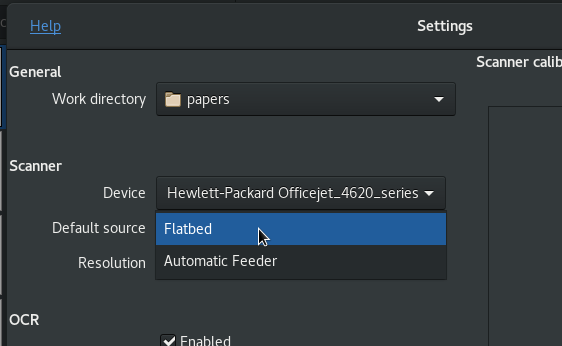 Help
Settings
General
Scanner calib
Work directory
papers
Scanner
Device
Hewlett-Packard Officejet_4620_series
Default source
Flatbed
Resolution
Automatic Feeder
OCR
Enabled